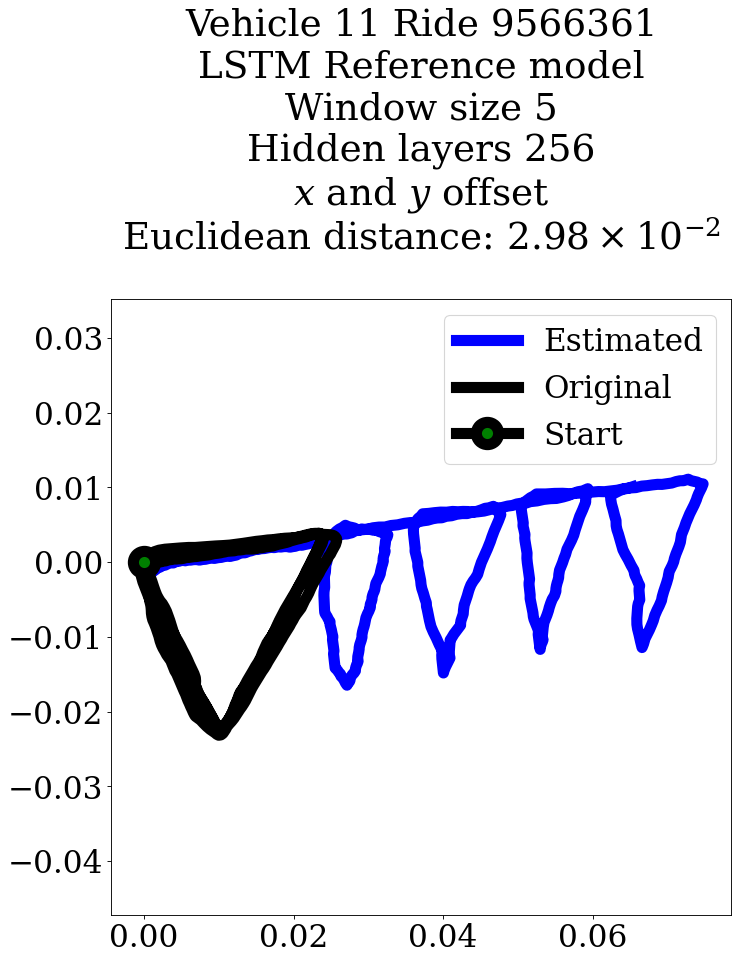 Vehicle 11 Ride 9566361
LSTM Reference model
Window size 5
Hidden layers 256
x and y offset
Euclidean distance: 2.98 × 10⁻²
Estimated
Original
Start
0.03
0.02
0.01
0.00
−0.01
−0.02
−0.03
−0.04
0.00 0.02 0.04 0.06